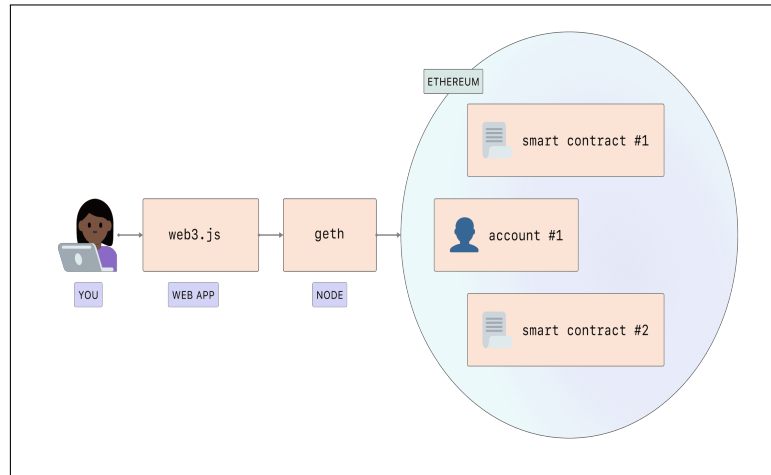 ETHEREUM
smart contract #1
web3.js
geth
account #1
YOU
WEB APP
NODE
smart contract #2